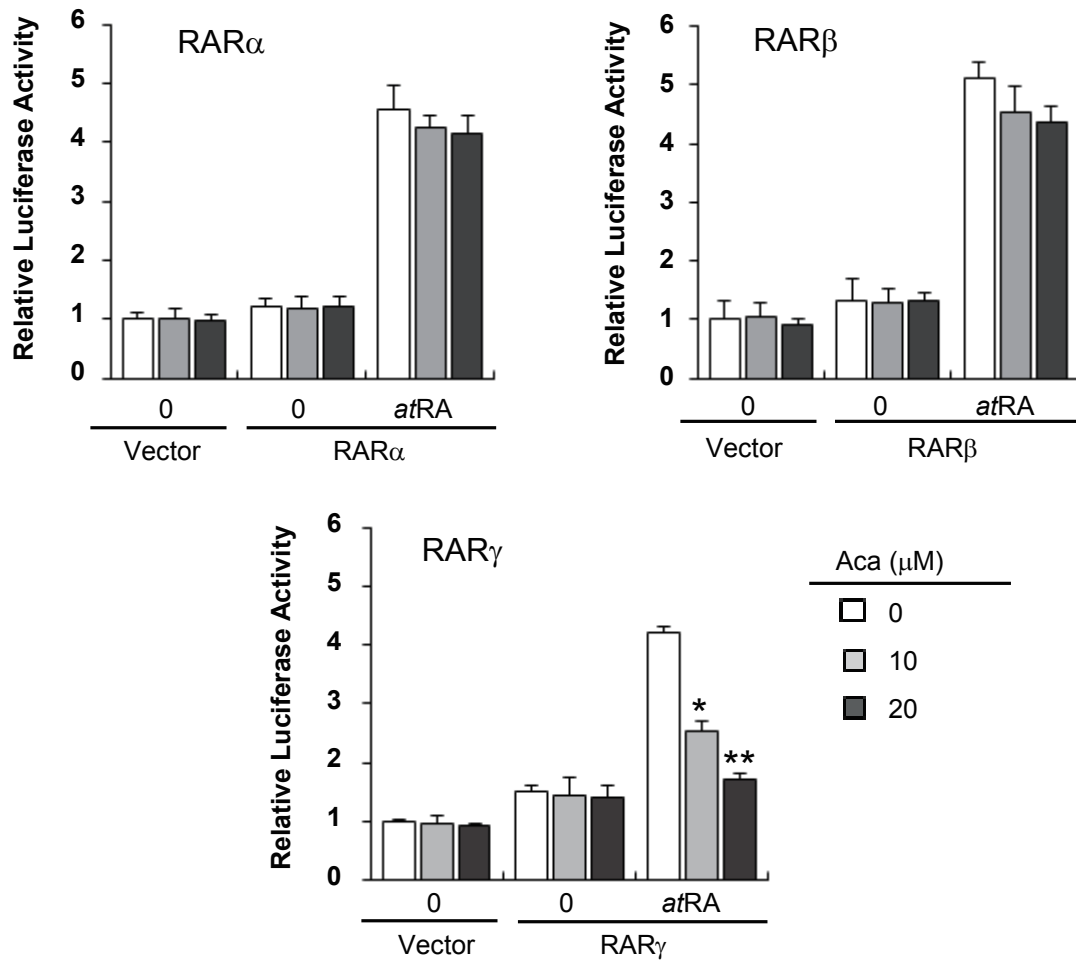 RARα
Relative Luciferase Activity
6
5
4
3
2
1
0
0
0
atRA
Vector
RARα
RARβ
Relative Luciferase Activity
6
5
4
3
2
1
0
0
0
atRA
Vector
RARβ
RARγ
Relative Luciferase Activity
6
5
4
3
2
1
0
*
**
0
0
atRA
Vector
RARγ
Aca (μM)
0
10
20